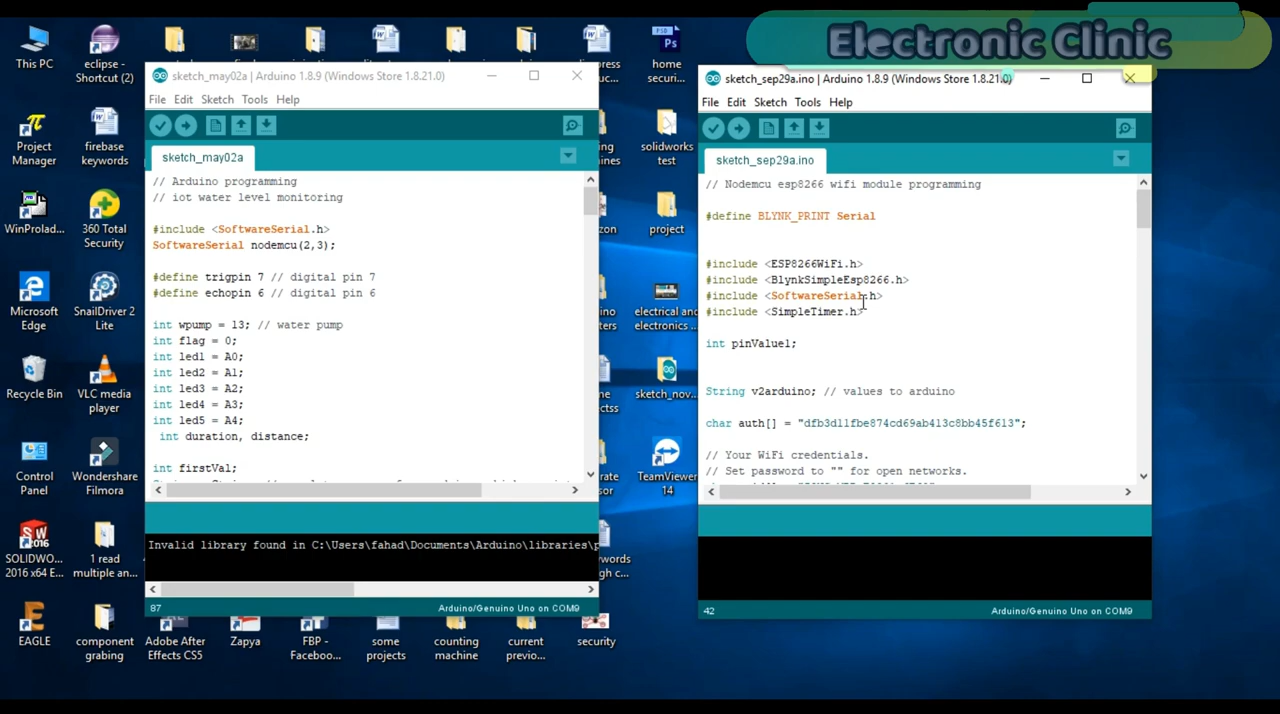 Electronic Clinic
This PC
eclipse -
Shortcut (2)
home
securi...
Project
Manager
firebase
keywords
solidworks
test
WinProlad...
360 Total
Security
project
Microsoft
Edge
SnailDriver 2
Lite
electrical and
electronics ...
Recycle Bin
VLC media
player
sketch_nov...
Control
Panel
Wondershare
Filmora
TeamViewer
14
SOLIDWO...
2016 x64 E...
1 read
multiple an...
EAGLE
component
grabing
Adobe After
Effects CS5
Zapya
FBP -
Faceboo...
some
projects
counting
machine
current
previo...
security
sketch_may02a | Arduino 1.8.9 (Windows Store 1.8.21.0)
File Edit Sketch Tools Help
sketch_may02a
// Arduino programming
// iot water level monitoring
#include <SoftwareSerial.h>
SoftwareSerial nodemcu(2,3);
#define trigpin 7 // digital pin 7
#define echopin 6 // digital pin 6
int wpump = 13; // water pump
int flag = 0;
int led1 = A0;
int led2 = A1;
int led3 = A2;
int led4 = A3;
int led5 = A4;
int duration, distance;
int firstVal;
Invalid library found in C:\Users\fahad\Documents\Arduino\libraries\p
87
Arduino/Genuino Uno on COM9
sketch_sep29a.ino | Arduino 1.8.9 (Windows Store 1.8.21.0)
File Edit Sketch Tools Help
sketch_sep29a.ino
// Nodemcu esp8266 wifi module programming
#define BLYNK_PRINT Serial
#include <ESP8266WiFi.h>
#include <BlynkSimpleEsp8266.h>
#include <SoftwareSerial.h>
#include <SimpleTimer.h>
int pinValue1;
String v2arduino; // values to arduino
char auth[] = "dfb3d11fbe874cd69ab413c8bb45f613";
// Your WiFi credentials.
// Set password to "" for open networks.
42
Arduino/Genuino Uno on COM9